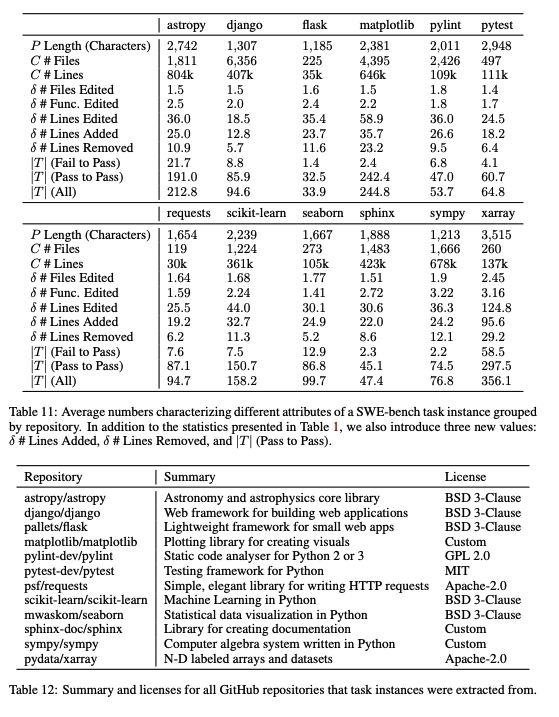 astropy django flask matplotlib pylint pytest
P Length (Characters) 2,742 1,307 1,185 2,381 2,011 2,948
C # Files 1,811 6,356 225 4,395 2,426 497
C # Lines 804k 407k 35k 646k 109k 111k
δ # Files Edited 1.5 1.5 1.6 1.5 1.8 1.4
δ # Func. Edited 2.5 2.0 2.4 2.2 1.8 1.7
δ # Lines Edited 36.0 18.5 35.4 58.9 36.0 24.5
δ # Lines Added 25.0 12.8 23.7 35.7 26.6 18.2
δ # Lines Removed 10.9 5.7 11.6 23.2 9.5 6.4
|T| (Fail to Pass) 21.7 8.8 1.4 2.4 6.8 4.1
|T| (Pass to Pass) 191.0 85.9 32.5 242.4 47.0 60.7
|T| (All) 212.8 94.6 33.9 244.8 53.7 64.8
requests scikit-learn seaborn sphinx sympy xarray
P Length (Characters) 1,654 2,239 1,667 1,888 1,213 3,515
C # Files 119 1,224 273 1,483 1,666 260
C # Lines 30k 361k 105k 423k 678k 137k
δ # Files Edited 1.64 1.68 1.77 1.51 1.9 2.45
δ # Func. Edited 1.59 2.24 1.41 2.72 3.22 3.16
δ # Lines Edited 25.5 44.0 30.1 30.6 36.3 124.8
δ # Lines Added 19.2 32.7 24.9 22.0 24.2 95.6
δ # Lines Removed 6.2 11.3 5.2 8.6 12.1 29.2
|T| (Fail to Pass) 7.6 7.5 12.9 2.3 2.2 58.5
|T| (Pass to Pass) 87.1 150.7 86.8 45.1 74.5 297.5
|T| (All) 94.7 158.2 99.7 47.4 76.8 356.1
Table 11: Average numbers characterizing different attributes of a SWE-bench task instance grouped
by repository. In addition to the statistics presented in Table 1, we also introduce three new values:
δ # Lines Added, δ # Lines Removed, and |T| (Pass to Pass).
Repository Summary License
astropy/astropy Astronomy and astrophysics core library BSD 3-Clause
django/django Web framework for building web applications BSD 3-Clause
pallets/flask Lightweight framework for small web apps BSD 3-Clause
matplotlib/matplotlib Plotting library for creating visuals Custom
pylint-dev/pylint Static code analyser for Python 2 or 3 GPL 2.0
pytest-dev/pytest Testing framework for Python MIT
psf/requests Simple, elegant library for writing HTTP requests Apache-2.0
scikit-learn/scikit-learn Machine Learning in Python BSD 3-Clause
mwaskom/seaborn Statistical data visualization in Python BSD 3-Clause
sphinx-doc/sphinx Library for creating documentation Custom
sympy/sympy Computer algebra system written in Python Custom
pydata/xarray N-D labeled arrays and datasets Apache-2.0
Table 12: Summary and licenses for all GitHub repositories that task instances were extracted from.